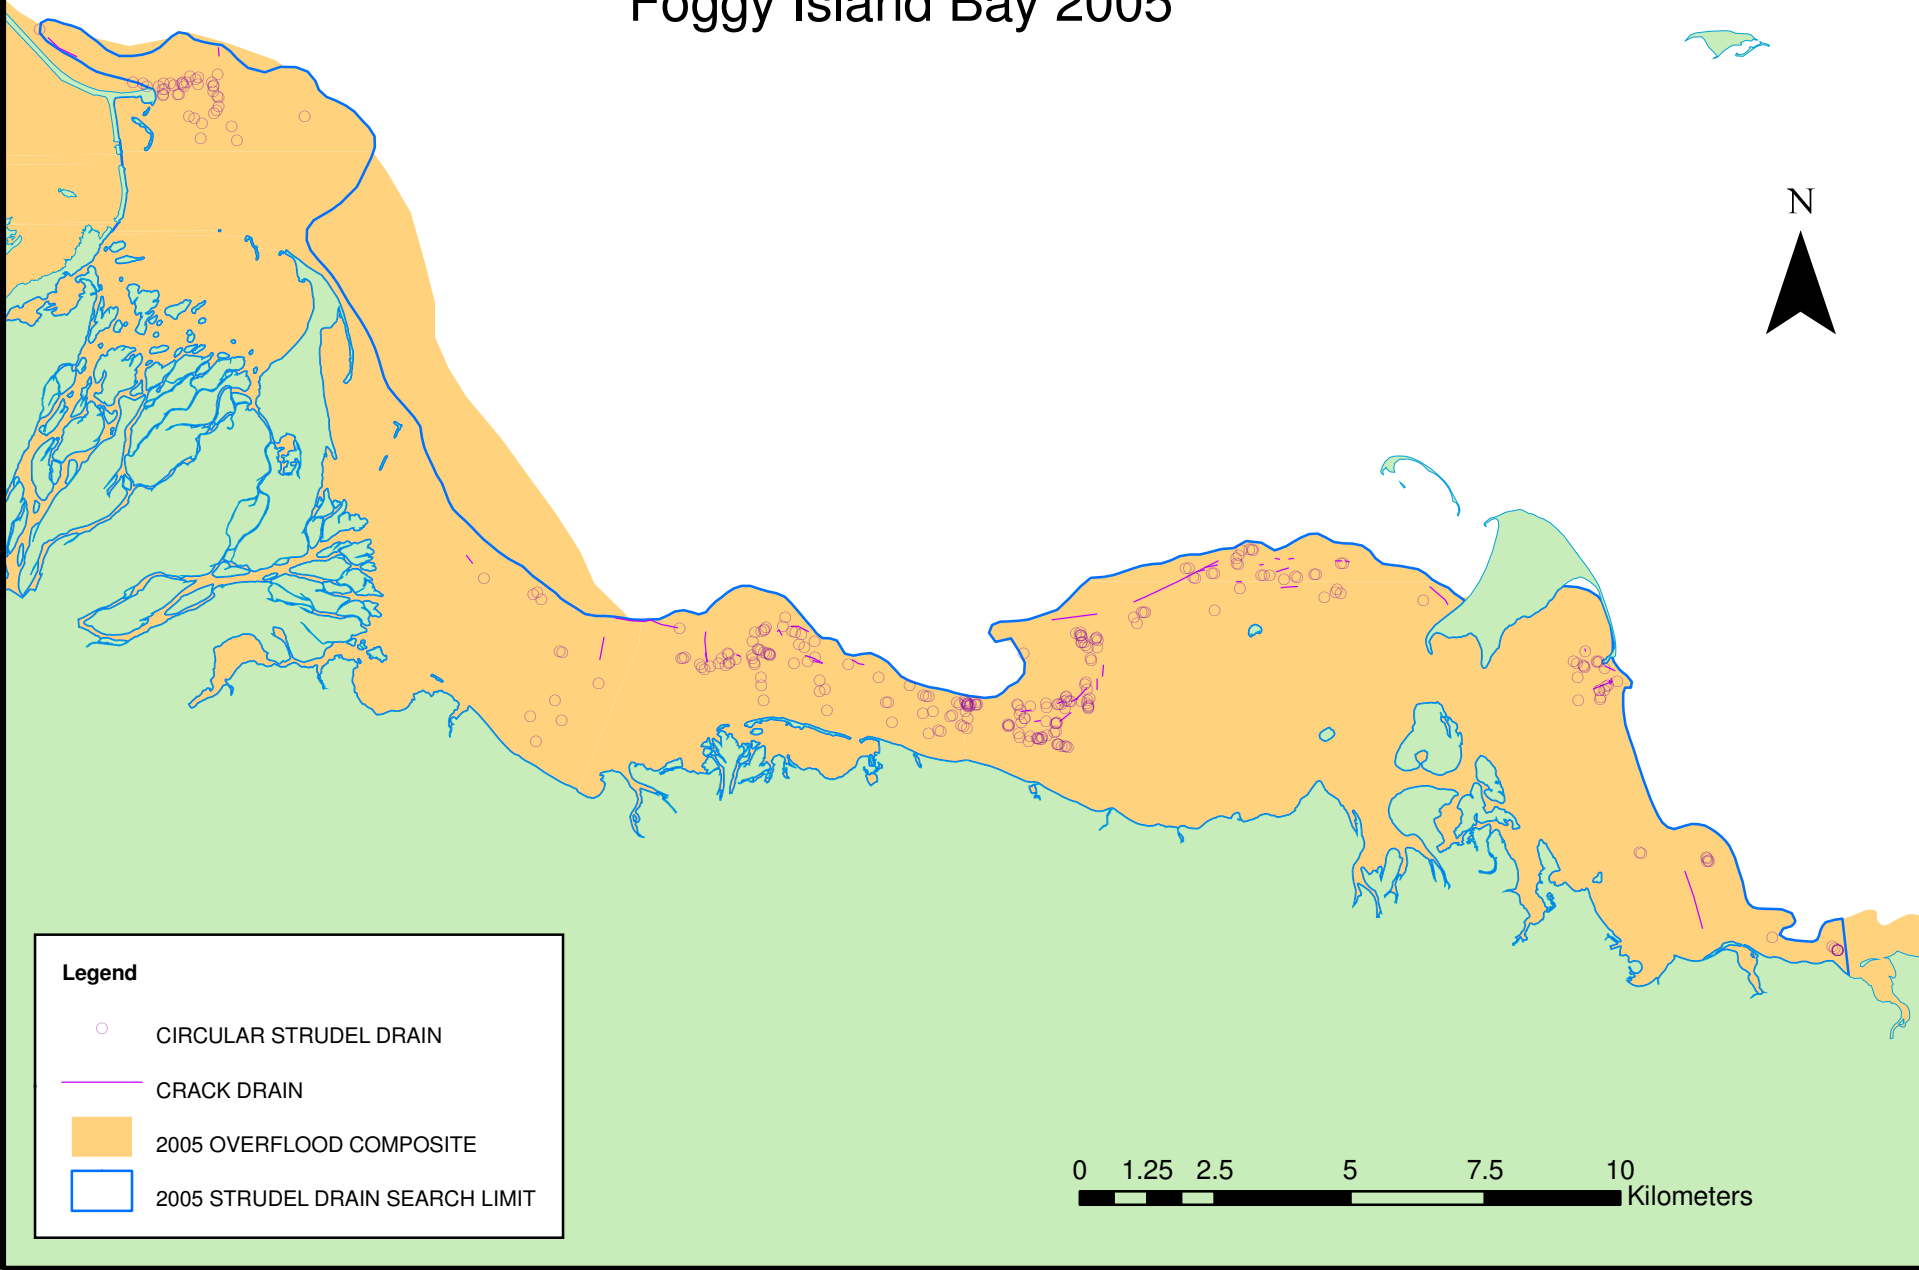 Foggy Island Bay 2005
N
Legend
CIRCULAR STRUDEL DRAIN
CRACK DRAIN
2005 OVERFLOOD COMPOSITE
2005 STRUDEL DRAIN SEARCH LIMIT
0 1.25 2.5 5 7.5 10
Kilometers